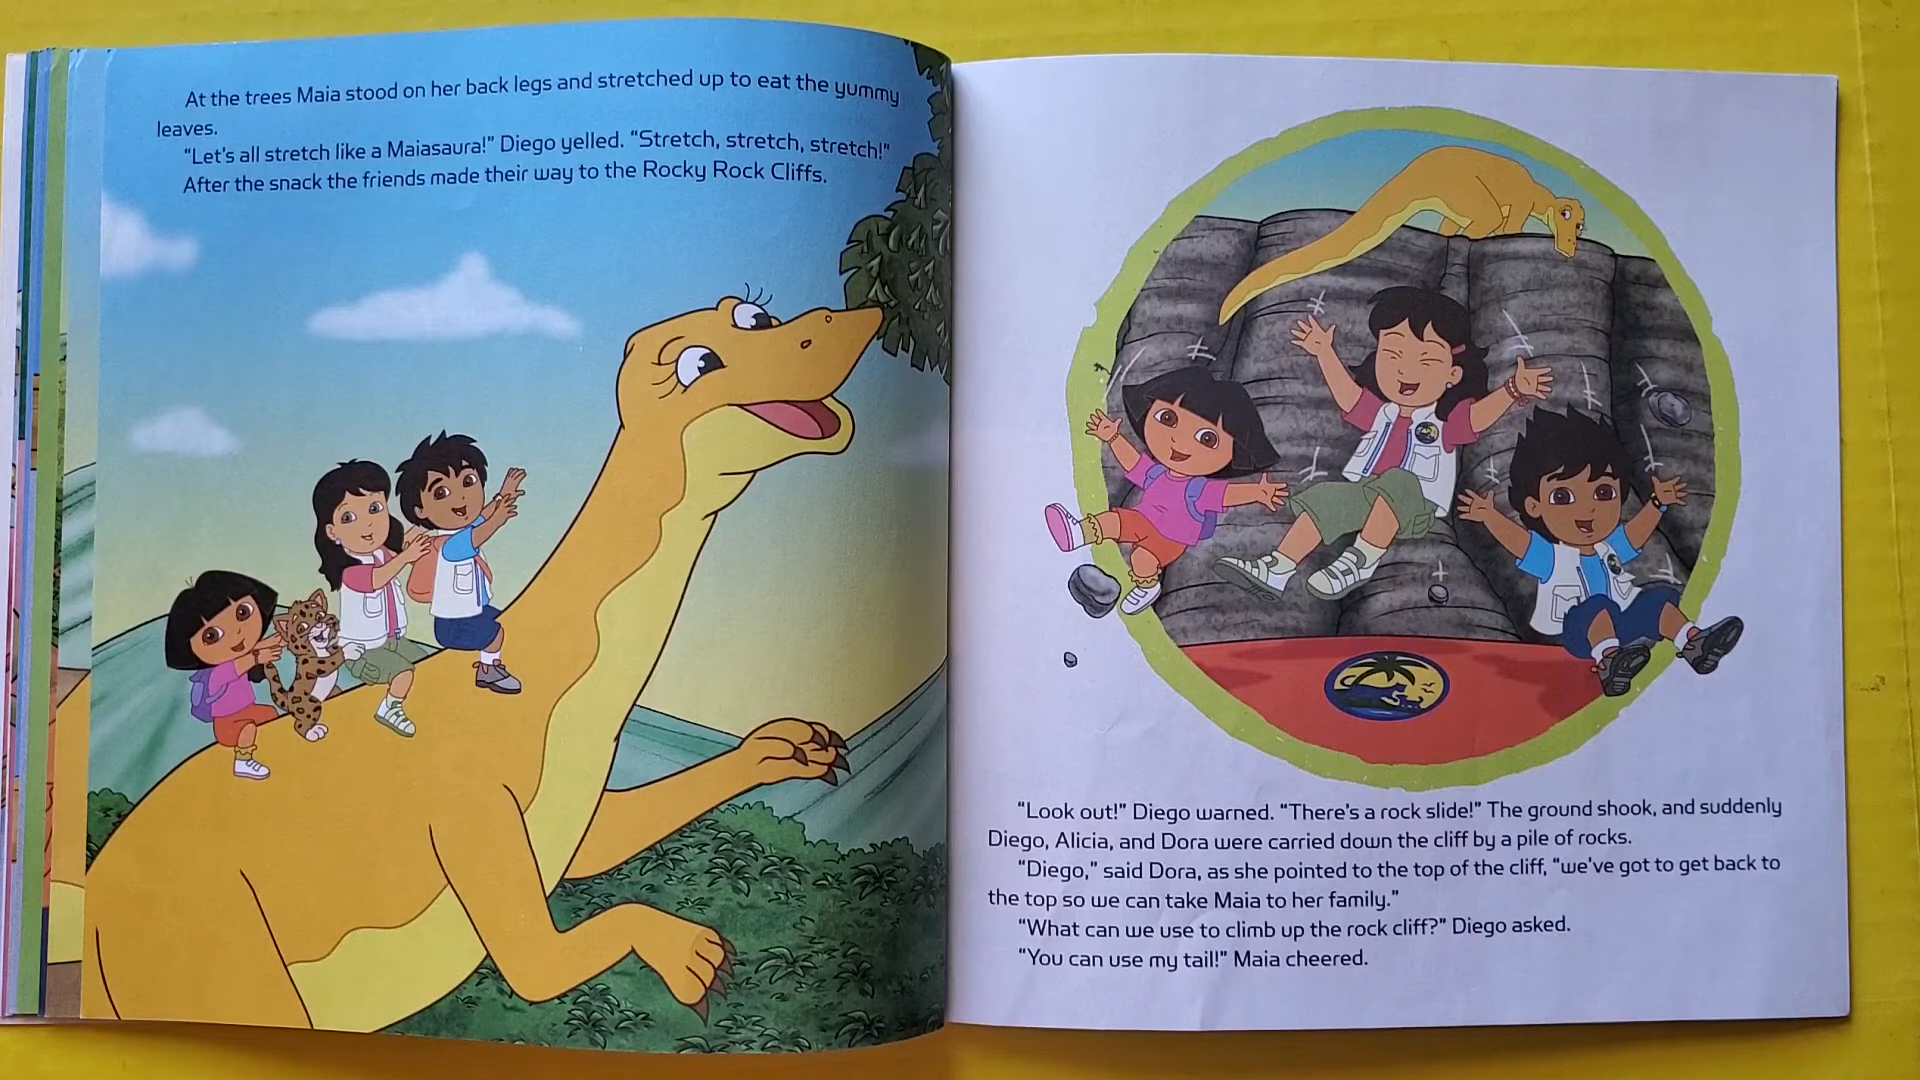 At the trees Maia stood on her back legs and stretched up to eat the yummy
leaves.
“Let's all stretch like a Maiasaura!” Diego yelled. “Stretch, stretch, stretch!”
After the snack the friends made their way to the Rocky Rock Cliffs.
“Look out!” Diego warned. “There's a rock slide!” The ground shook, and suddenly
Diego, Alicia, and Dora were carried down the cliff by a pile of rocks.
“Diego,” said Dora, as she pointed to the top of the cliff, “we've got to get back to
the top so we can take Maia to her family.”
“What can we use to climb up the rock cliff?” Diego asked.
“You can use my tail!” Maia cheered.